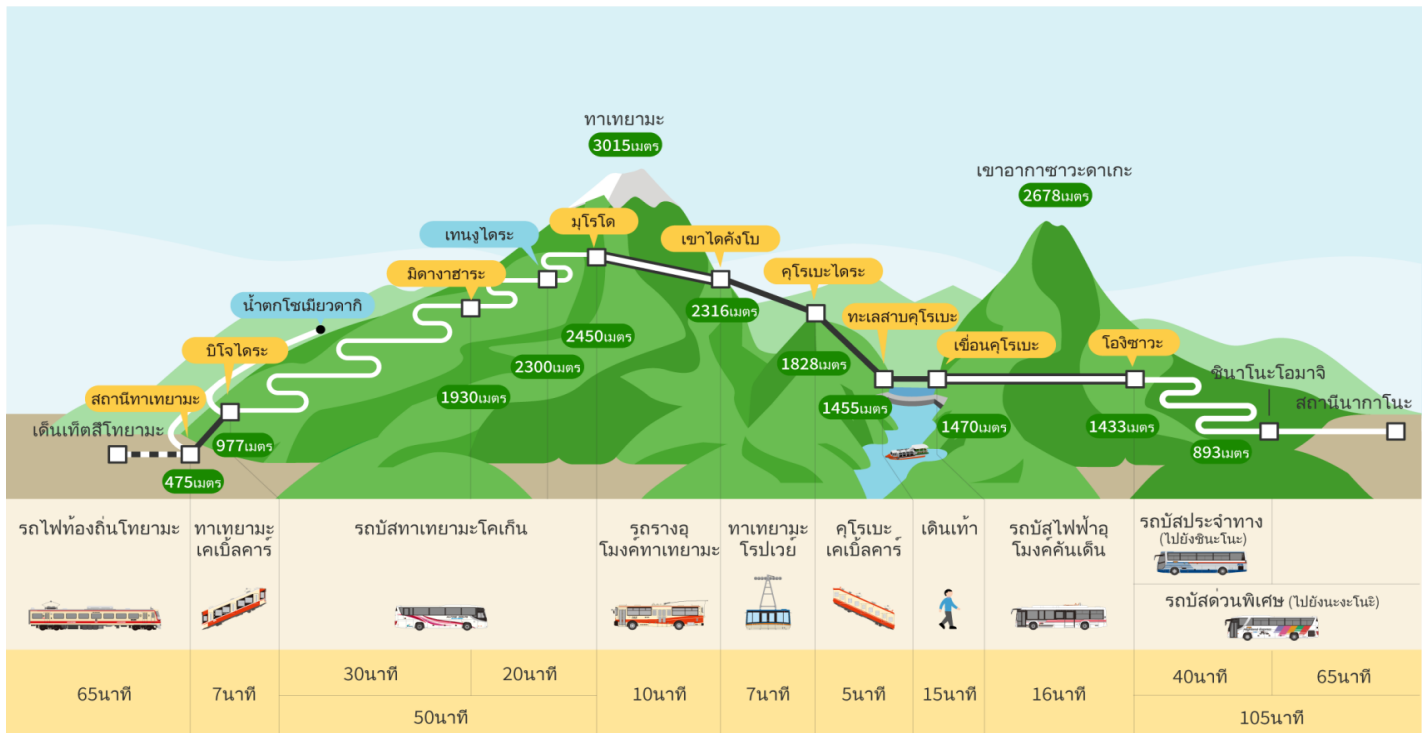 ทาเทยามะ
3015เมตร
เขาอากาซาวะดาเกะ
2678เมตร
มุโรโด
เทนงูไดระ
เขาไดคังโบ
มิดางาฮาระ
คุโรเบะไดระ
น้ำตกโชเมียวดากิ
2316เมตร
ทะเลสาบคุโรเบะ
2450เมตร
บิโจไดระ
เขื่อนคุโรเบะ
โอกิซาวะ
2300เมตร
1828เมตร
ชินาโนะโอมาจิ
สถานีทาเทยามะ
1930เมตร
1455เมตร
สถานีนากาโนะ
เด็นเท็ตสึโทยามะ
977เมตร
1470เมตร
1433เมตร
893เมตร
475เมตร
รถไฟท้องถิ่นโทยามะ
ทาเทยามะ
เคเบิ้ลคาร์
รถบัสทาเทยามะโคเก็น
รถรางอุ
โมงค์ทาเทยามะ
ทาเทยามะ
โรปเวย์
คุโรเบะ
เคเบิ้ลคาร์
เดินเท้า
รถบัสไฟฟ้าอุ
โมงค์คันเด็น
รถบัสประจำทาง
(ไปยังชินะโนะ)
รถบัสด่วนพิเศษ (ไปยังนะงะโนะ)
65นาที
7นาที
30นาที
20นาที
50นาที
10นาที
7นาที
5นาที
15นาที
16นาที
40นาที
65นาที
105นาที